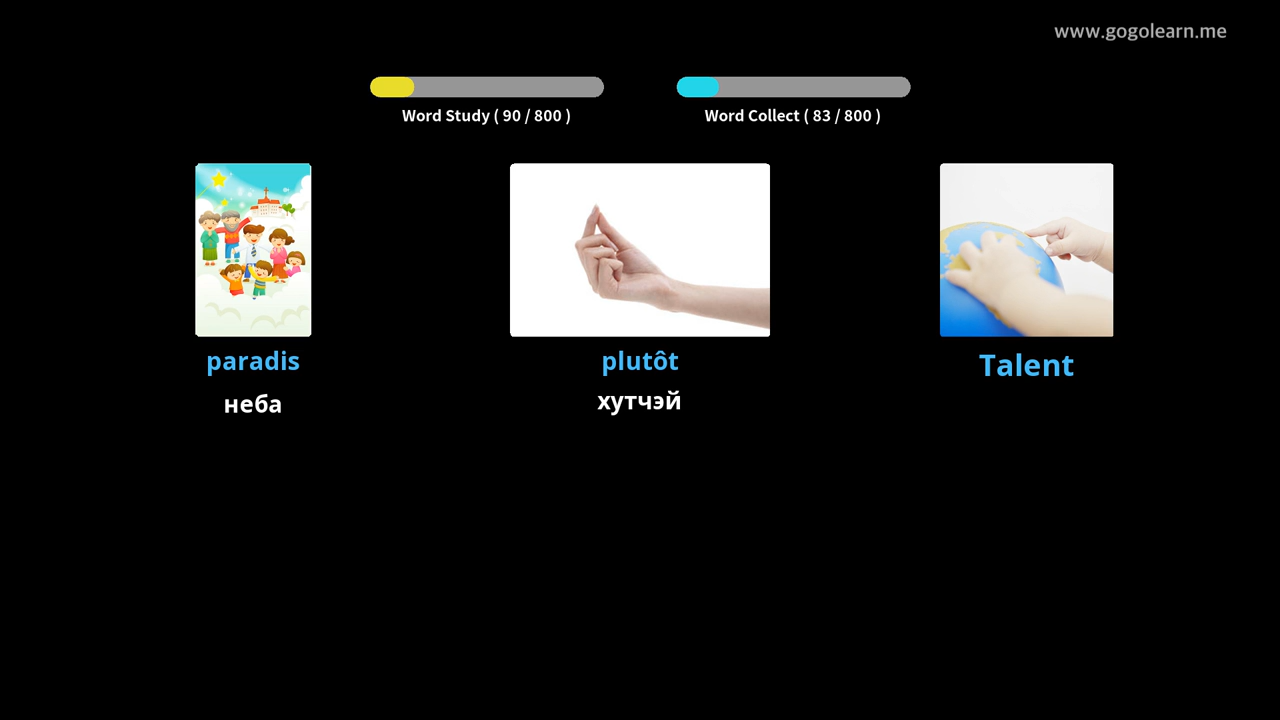 www.gogolearn.me
Word Study ( 90 / 800 )
Word Collect ( 83 / 800 )
paradis
неба
plutôt
хутчэй
Talent